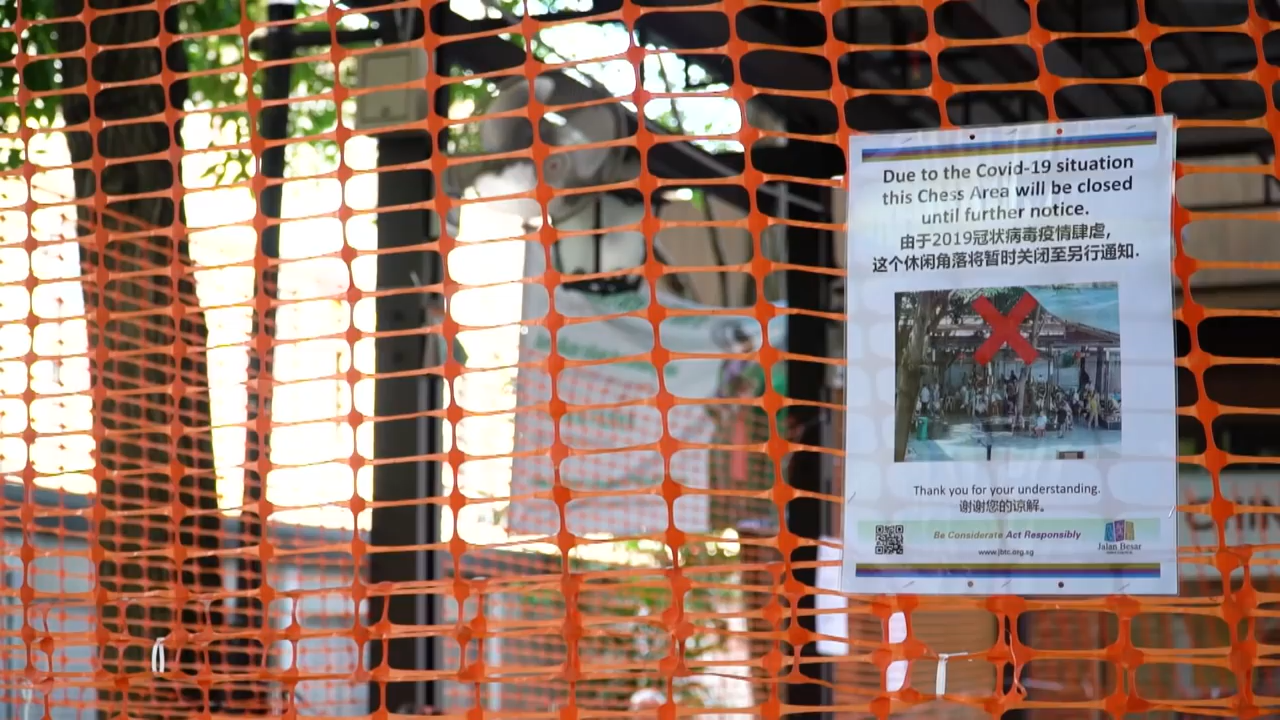 Due to the Covid-19 situation
this Chess Area will be closed
until further notice.
由于2019冠状病毒疫情肆虐,
这个休闲角落将暂时关闭至另行通知.
Thank you for your understanding.
谢谢您的谅解。
Be Considerate Act Responsibly
www.jbtc.org.sg
Jalan Besar